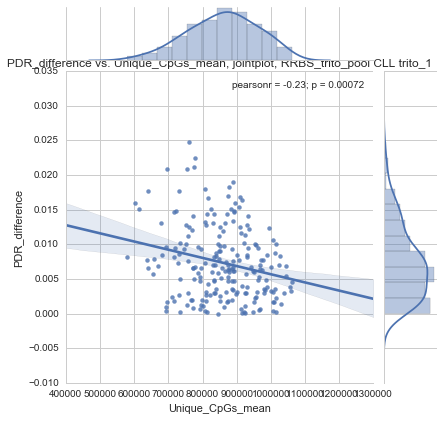 PDR_difference vs. Unique_CpGs_mean, jointplot, RRBS_trito_pool CLL trito_1
pearsonr = -0.23; p = 0.00072
0.035
0.030
0.025
0.020
0.015
0.010
0.005
0.000
−0.005
−0.010
PDR_difference
400000 500000 600000 700000 800000 900000 1000000 1100000 1200000 1300000
Unique_CpGs_mean